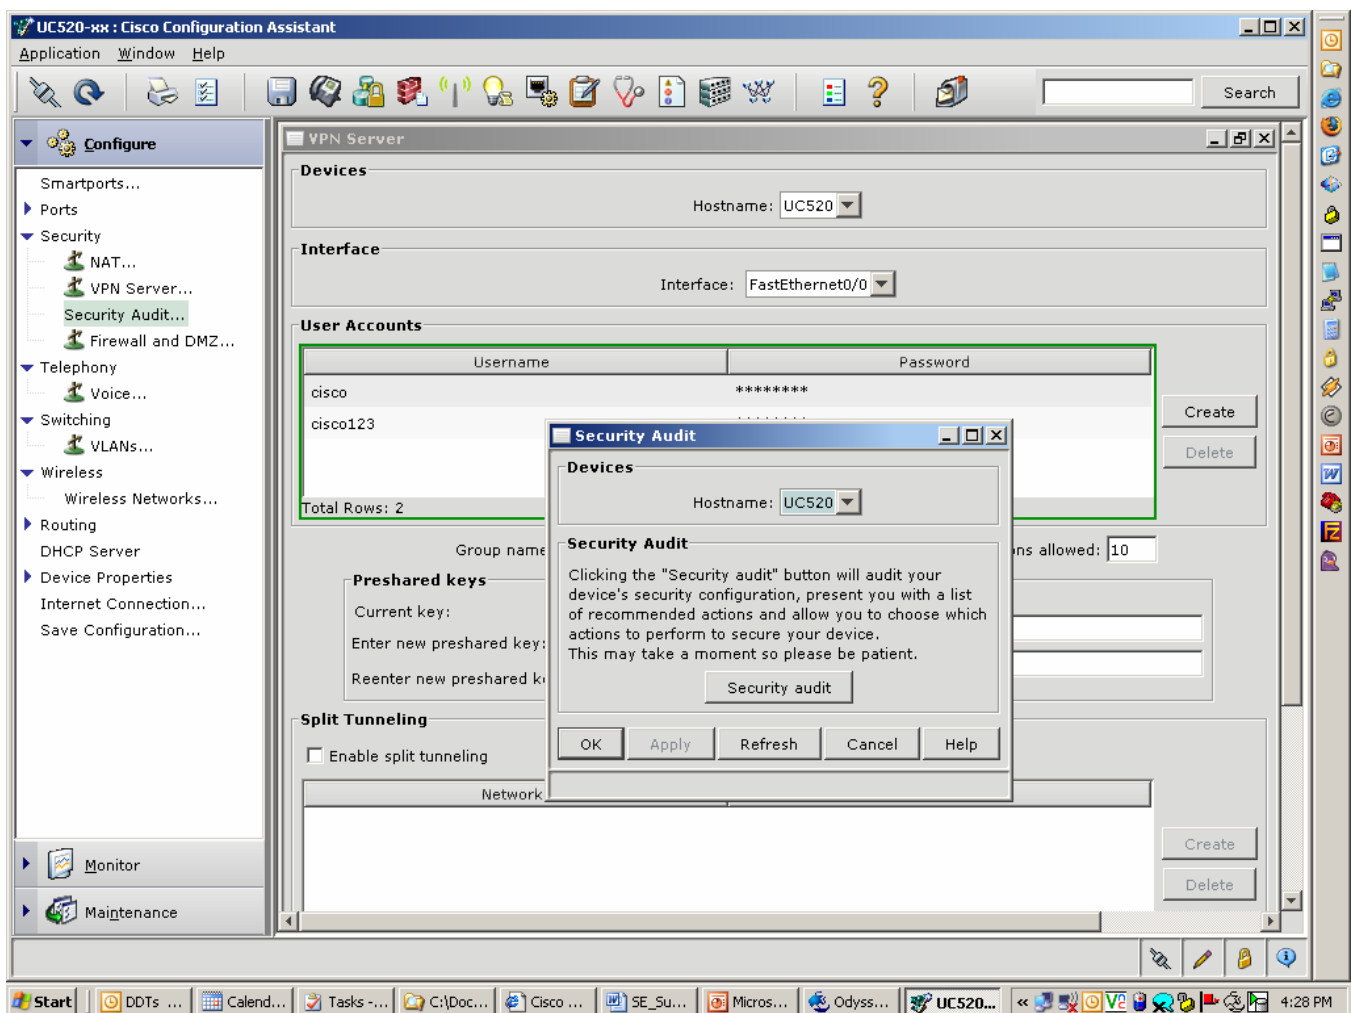 UC520-xx : Cisco Configuration Assistant
Application Window Help
Search
Configure
Smartports...
Ports
Security
NAT...
VPN Server...
Security Audit...
Firewall and DMZ...
Telephony
Voice...
Switching
VLANs...
Wireless
Wireless Networks...
Routing
DHCP Server
Device Properties
Internet Connection...
Save Configuration...
Monitor
Maintenance
VPN Server
Devices
Hostname: UC520
Interface
Interface: FastEthernet0/0
User Accounts
Username Password
cisco ********
cisco123
Total Rows: 2
Create
Delete
Group name
allowed: 10
Preshared keys
Current key:
Enter new preshared key:
Reenter new preshared
Split Tunneling
Enable split tunneling
Network
Create
Delete
Security Audit
Devices
Hostname: UC520
Security Audit
Clicking the "Security audit" button will audit your
device's security configuration, present you with a list
of recommended actions and allow you to choose which
actions to perform to secure your device.
This may take a moment so please be patient.
Security audit
OK Apply Refresh Cancel Help
Start DDTs ... Calend... Tasks -... C:\Doc... Cisco ... SE_Su... Micros... Odyss... UC520... « 4:28 PM